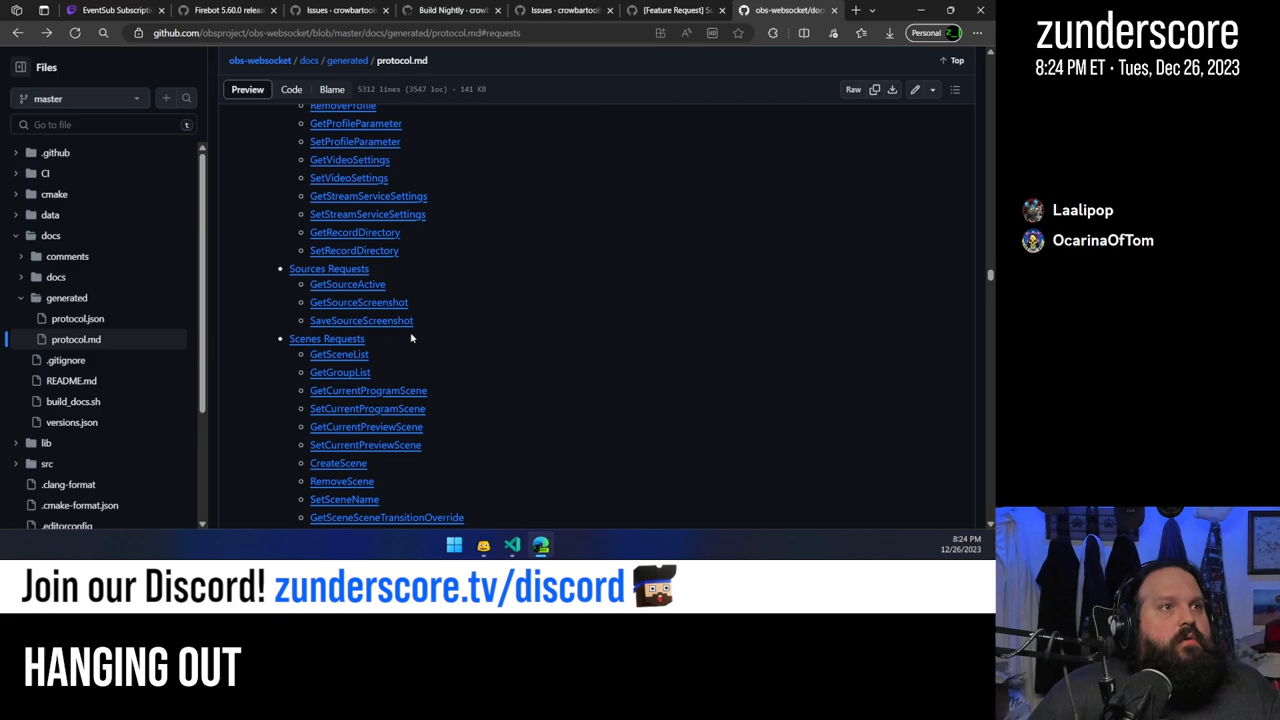 EventSub Subscripti
Firebot 5.60.0 relea
Issues · crowbartoo
Build Nightly · crowb
Issues · crowbartool
[Feature Request] Su
obs-websocket/doc
github.com/obsproject/obs-websocket/blob/master/docs/generated/protocol.md#requests
Personal
Files
master
Go to file
t
.github
CI
cmake
data
docs
comments
docs
generated
protocol.json
protocol.md
.gitignore
README.md
build_docs.sh
versions.json
lib
src
.clang-format
.cmake-format.json
.editorconfig
obs-websocket / docs / generated / protocol.md
Top
Preview
Code
Blame
5312 lines (3547 loc) · 141 KB
Raw
RemoveProfile
GetProfileParameter
SetProfileParameter
GetVideoSettings
SetVideoSettings
GetStreamServiceSettings
SetStreamServiceSettings
GetRecordDirectory
SetRecordDirectory
Sources Requests
GetSourceActive
GetSourceScreenshot
SaveSourceScreenshot
Scenes Requests
GetSceneList
GetGroupList
GetCurrentProgramScene
SetCurrentProgramScene
GetCurrentPreviewScene
SetCurrentPreviewScene
CreateScene
RemoveScene
SetSceneName
GetSceneSceneTransitionOverride
8:24 PM
12/26/2023
zunderscore
8:24 PM ET · Tues, Dec 26, 2023
Laalipop
OcarinaOfTom
Join our Discord! zunderscore.tv/discord
HANGING OUT